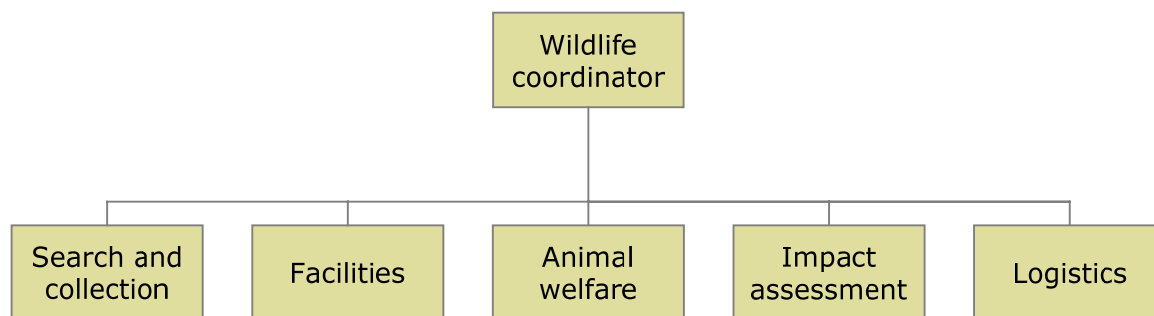 Wildlife
coordinator
Search and
collection
Facilities
Animal
welfare
Impact
assessment
Logistics